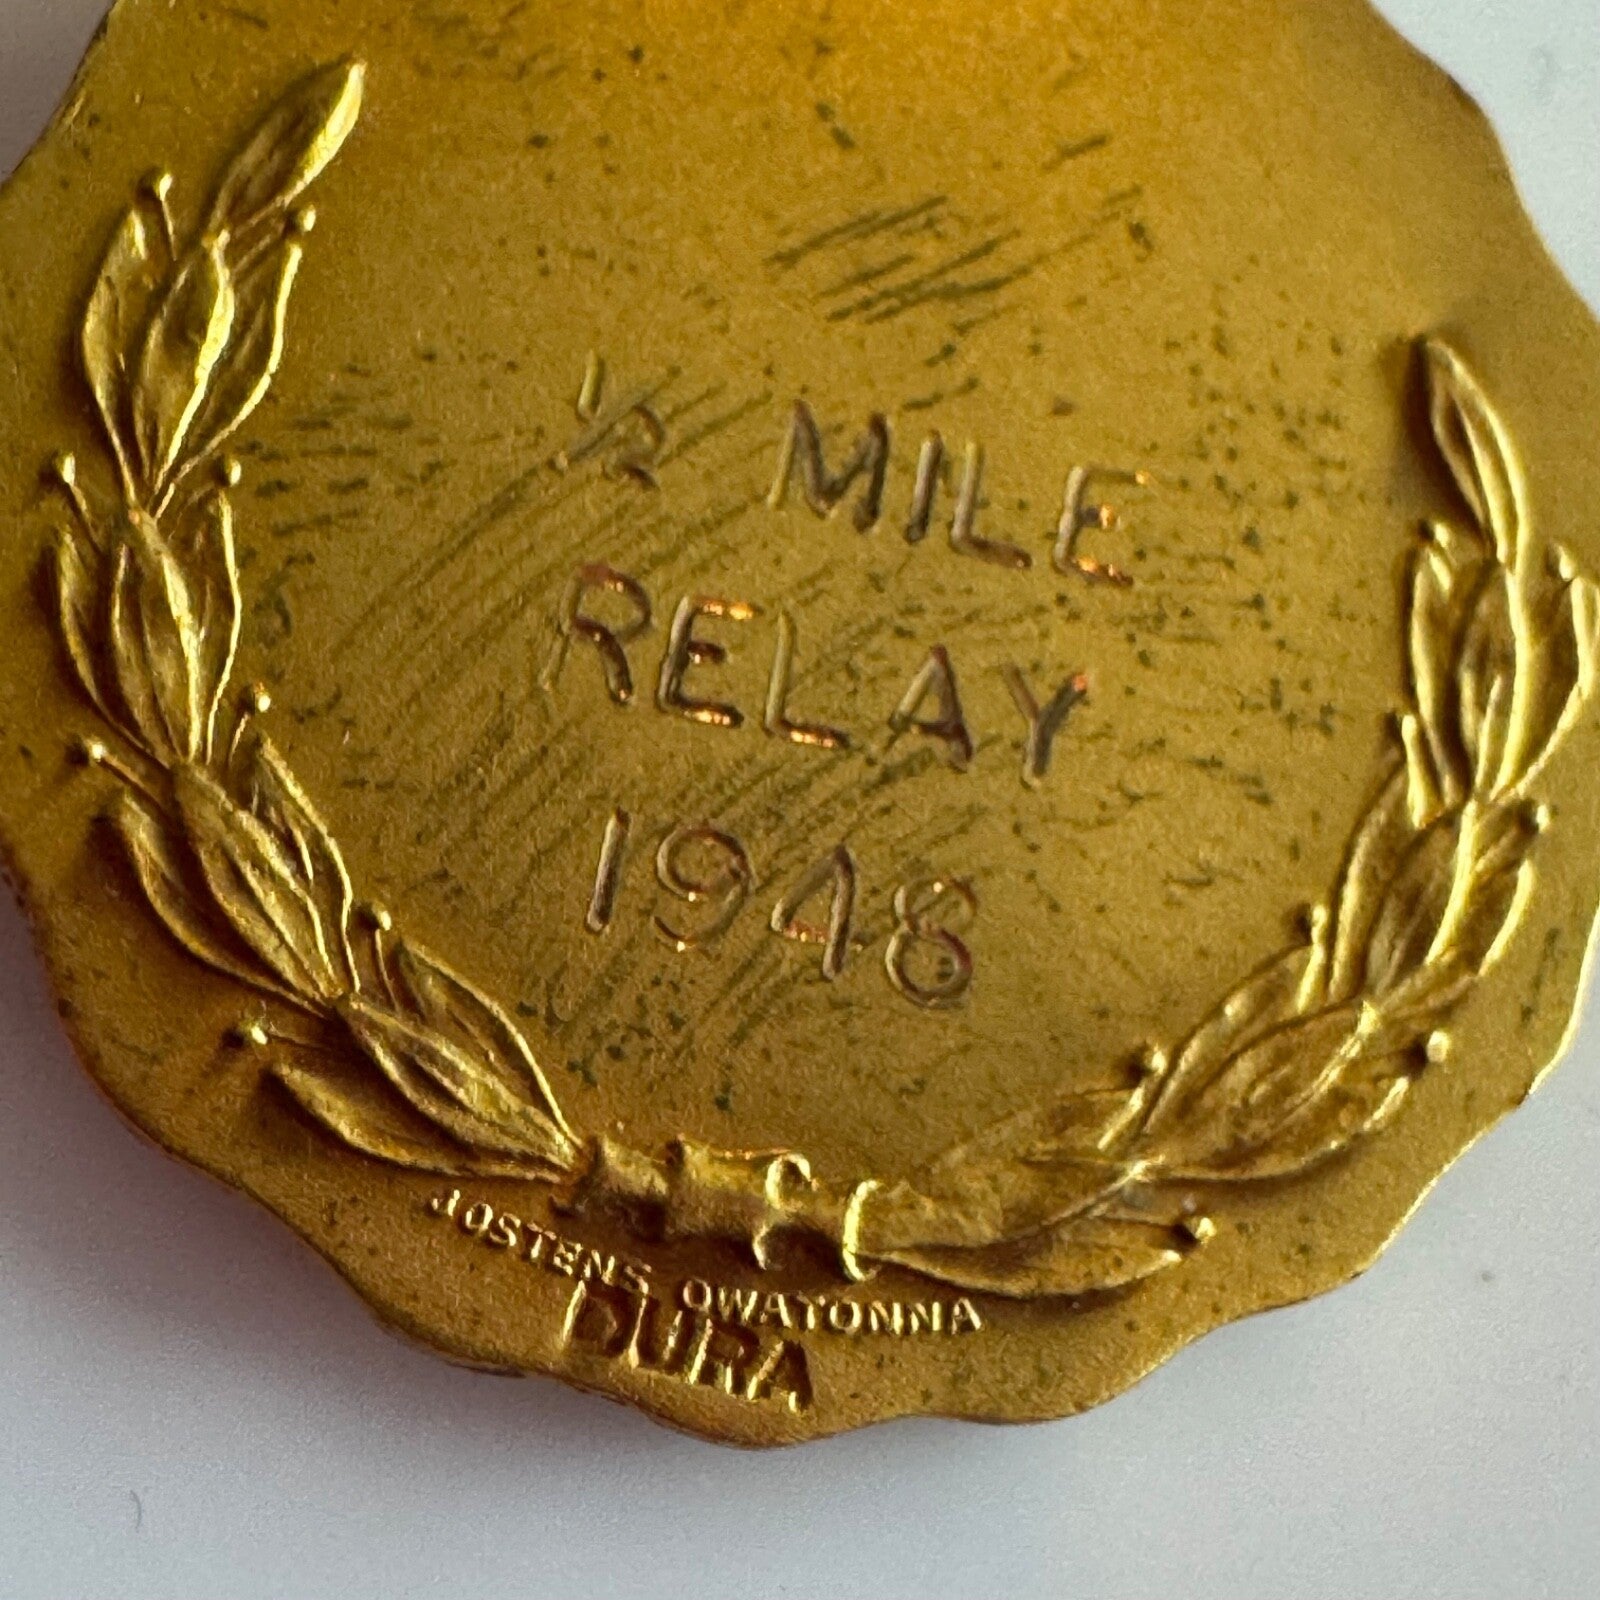 1/2 MILE
RELAY
1948
JOSTENS OWATONNA
DURA